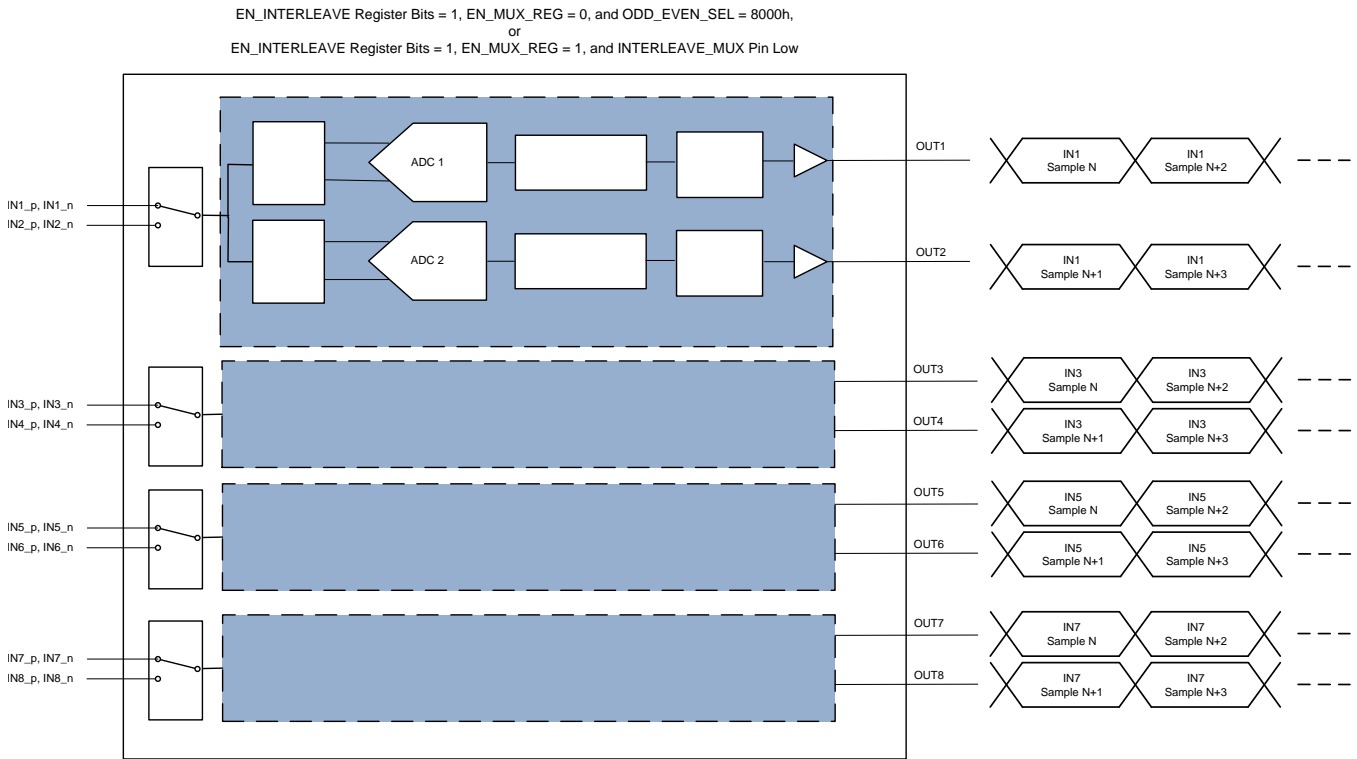 EN_INTERLEAVE Register Bits = 1, EN_MUX_REG = 0, and ODD_EVEN_SEL = 8000h,
or
EN_INTERLEAVE Register Bits = 1, EN_MUX_REG = 1, and INTERLEAVE_MUX Pin Low
IN1_p, IN1_n
IN2_p, IN2_n
ADC 1
ADC 2
OUT1
IN1
Sample N
IN1
Sample N+2
OUT2
IN1
Sample N+1
IN1
Sample N+3
IN3_p, IN3_n
IN4_p, IN4_n
OUT3
IN3
Sample N
IN3
Sample N+2
OUT4
IN3
Sample N+1
IN3
Sample N+3
IN5_p, IN5_n
IN6_p, IN6_n
OUT5
IN5
Sample N
IN5
Sample N+2
OUT6
IN5
Sample N+1
IN5
Sample N+3
IN7_p, IN7_n
IN8_p, IN8_n
OUT7
IN7
Sample N
IN7
Sample N+2
OUT8
IN7
Sample N+1
IN7
Sample N+3